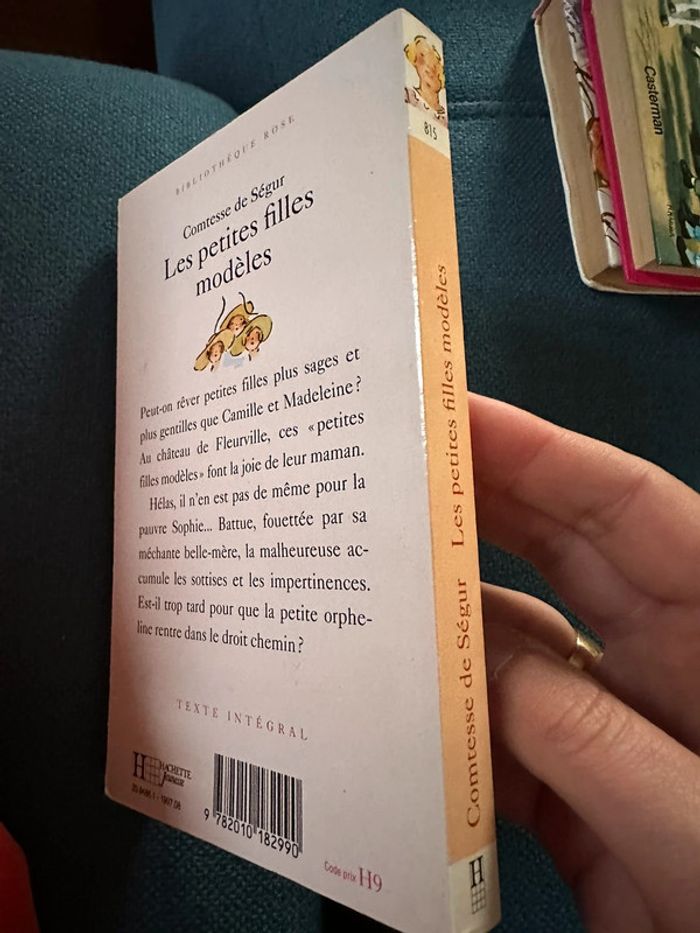 BIBLIOTHÈQUE ROSE
Comtesse de Ségur
Les petites filles
modèles
Peut-on rêver petites filles plus sages et
plus gentilles que Camille et Madeleine ?
Au château de Fleurville, ces « petites
filles modèles » font la joie de leur maman.
Hélas, il n'en est pas de même pour la
pauvre Sophie... Battue, fouettée par sa
méchante belle-mère, la malheureuse ac-
cumule les sottises et les impertinences.
Est-il trop tard pour que la petite orphe-
line rentre dans le droit chemin ?
TEXTE INTÉGRAL
H HACHETTE
Jeunesse
9 782010 182990
Code prix H9
815
Comtesse de Ségur Les petites filles modèles
H
Casterman